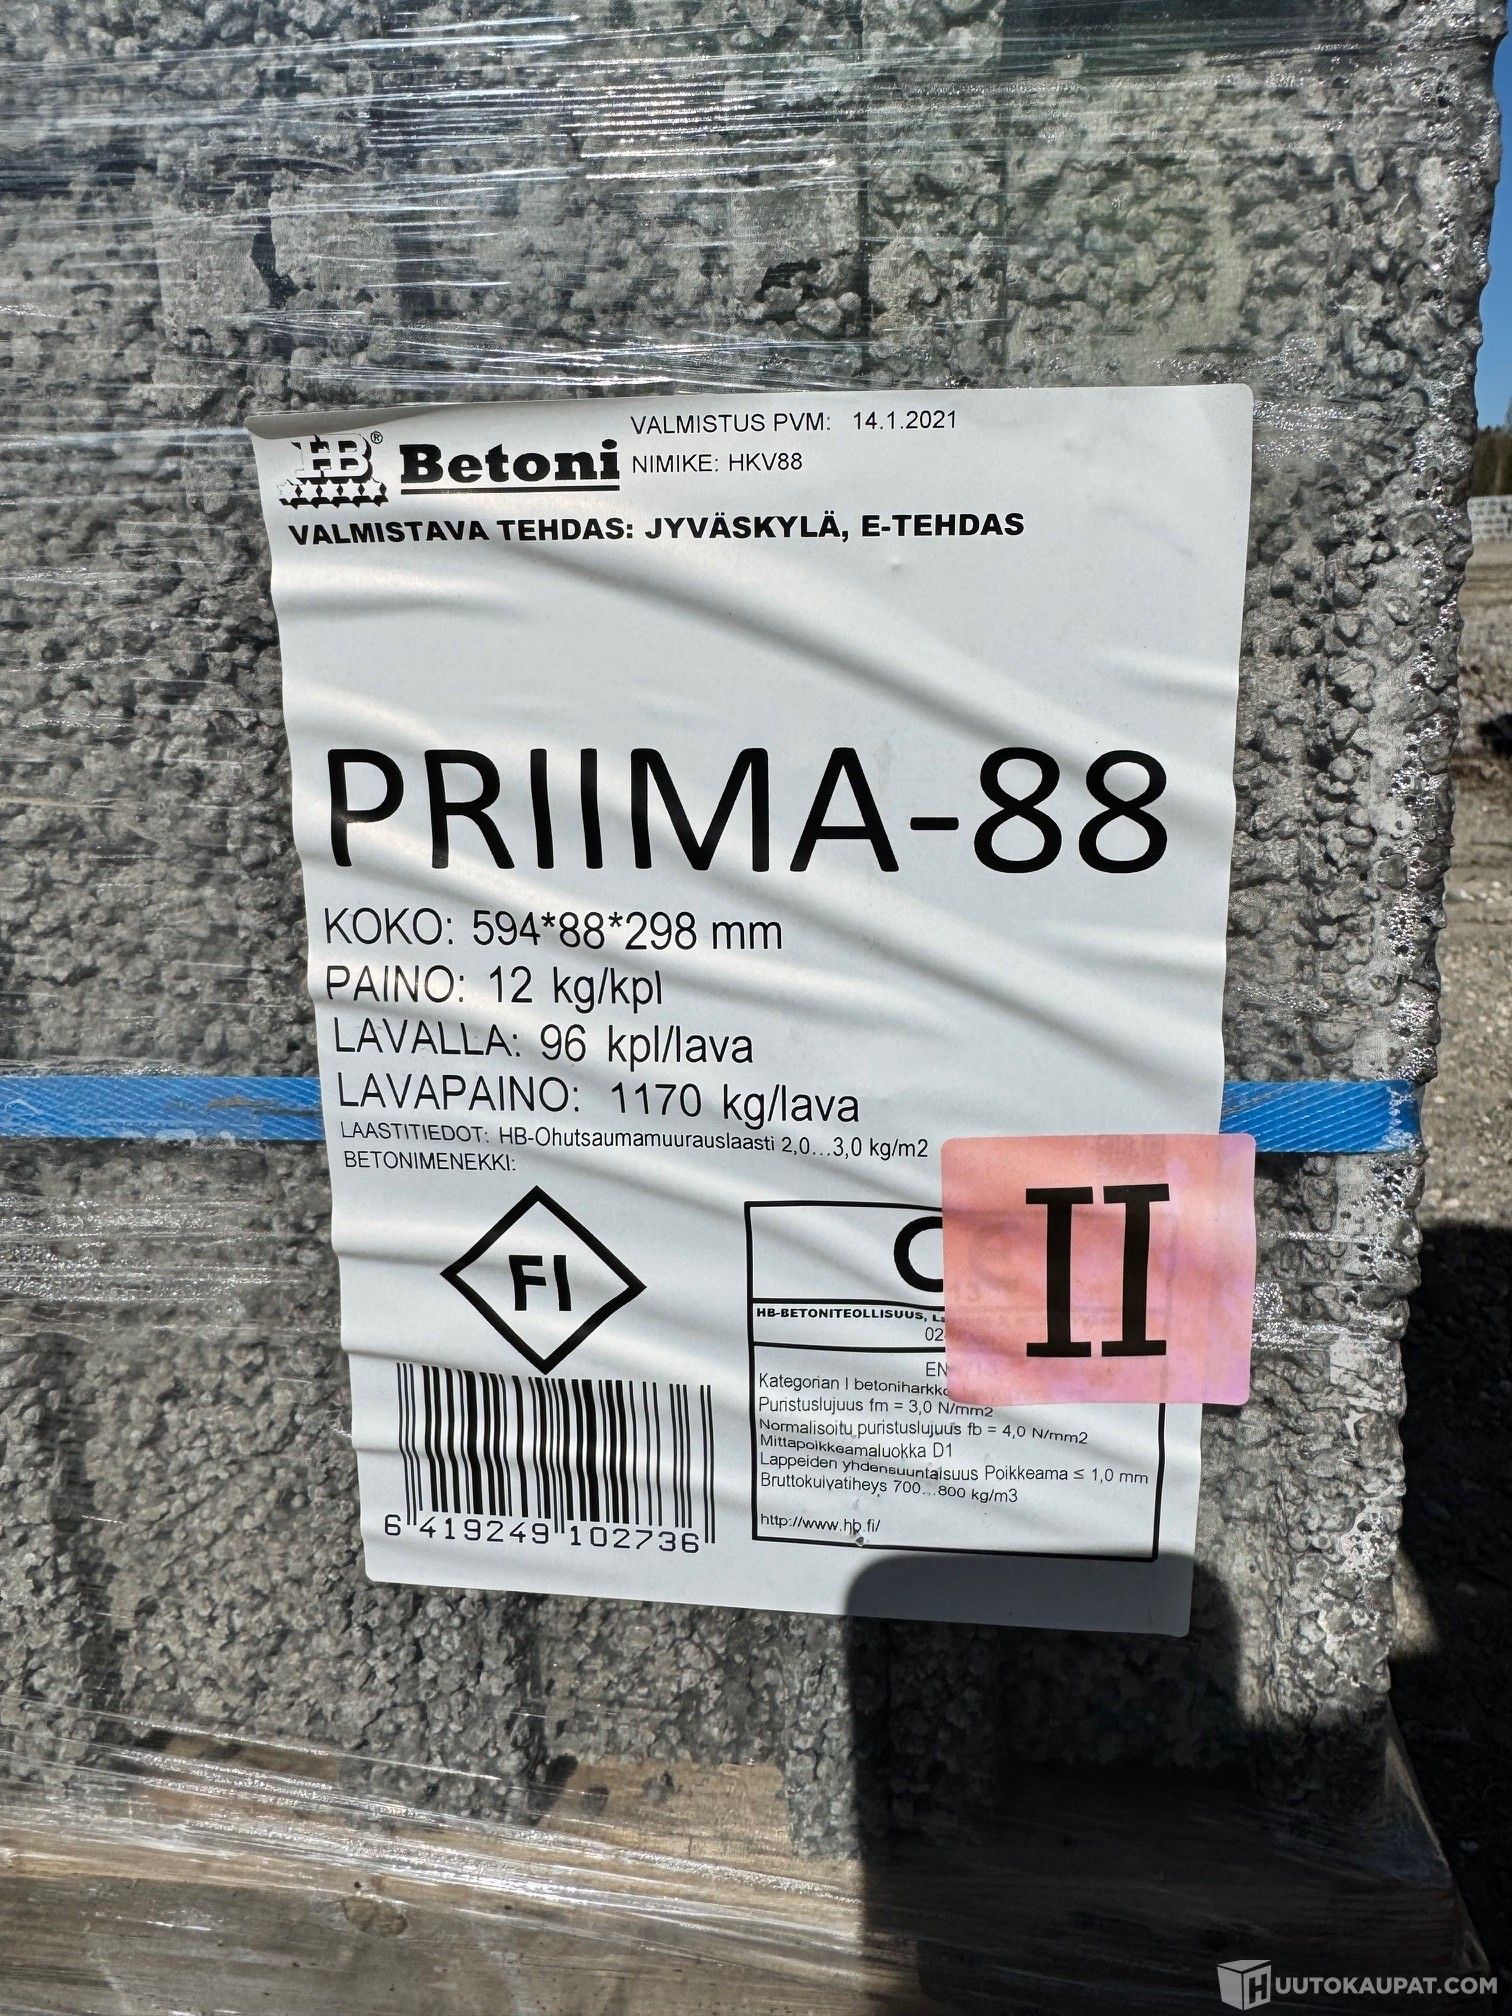 HB® Betoni
VALMISTUS PVM: 14.1.2021
NIMIKE: HKV88
VALMISTAVA TEHDAS: JYVÄSKYLÄ, E-TEHDAS
PRIIMA-88
KOKO: 594*88*298 mm
PAINO: 12 kg/kpl
LAVALLA: 96 kpl/lava
LAVAPAINO: 1170 kg/lava
LAASTITIEDOT: HB-Ohutsaumamuurauslaasti 2,0...3,0 kg/m2
BETONIMENEKKI:
FI
II
HB-BETONITEOLLISUUS,
EN
Kategorian I
Puristuslujuus fm = 3,0 N/mm2
Normalisoitu puristuslujuus fb = 4,0 N/mm2
Mittapoikkeamaluokka D1
Lappeiden yhdensuuntaisuus Poikkeama ≤ 1,0 mm
Bruttokuivatiheys 700...800 kg/m3
http://www.hb.fi/
6 419249 102736
HUUTOKAUPAT.COM